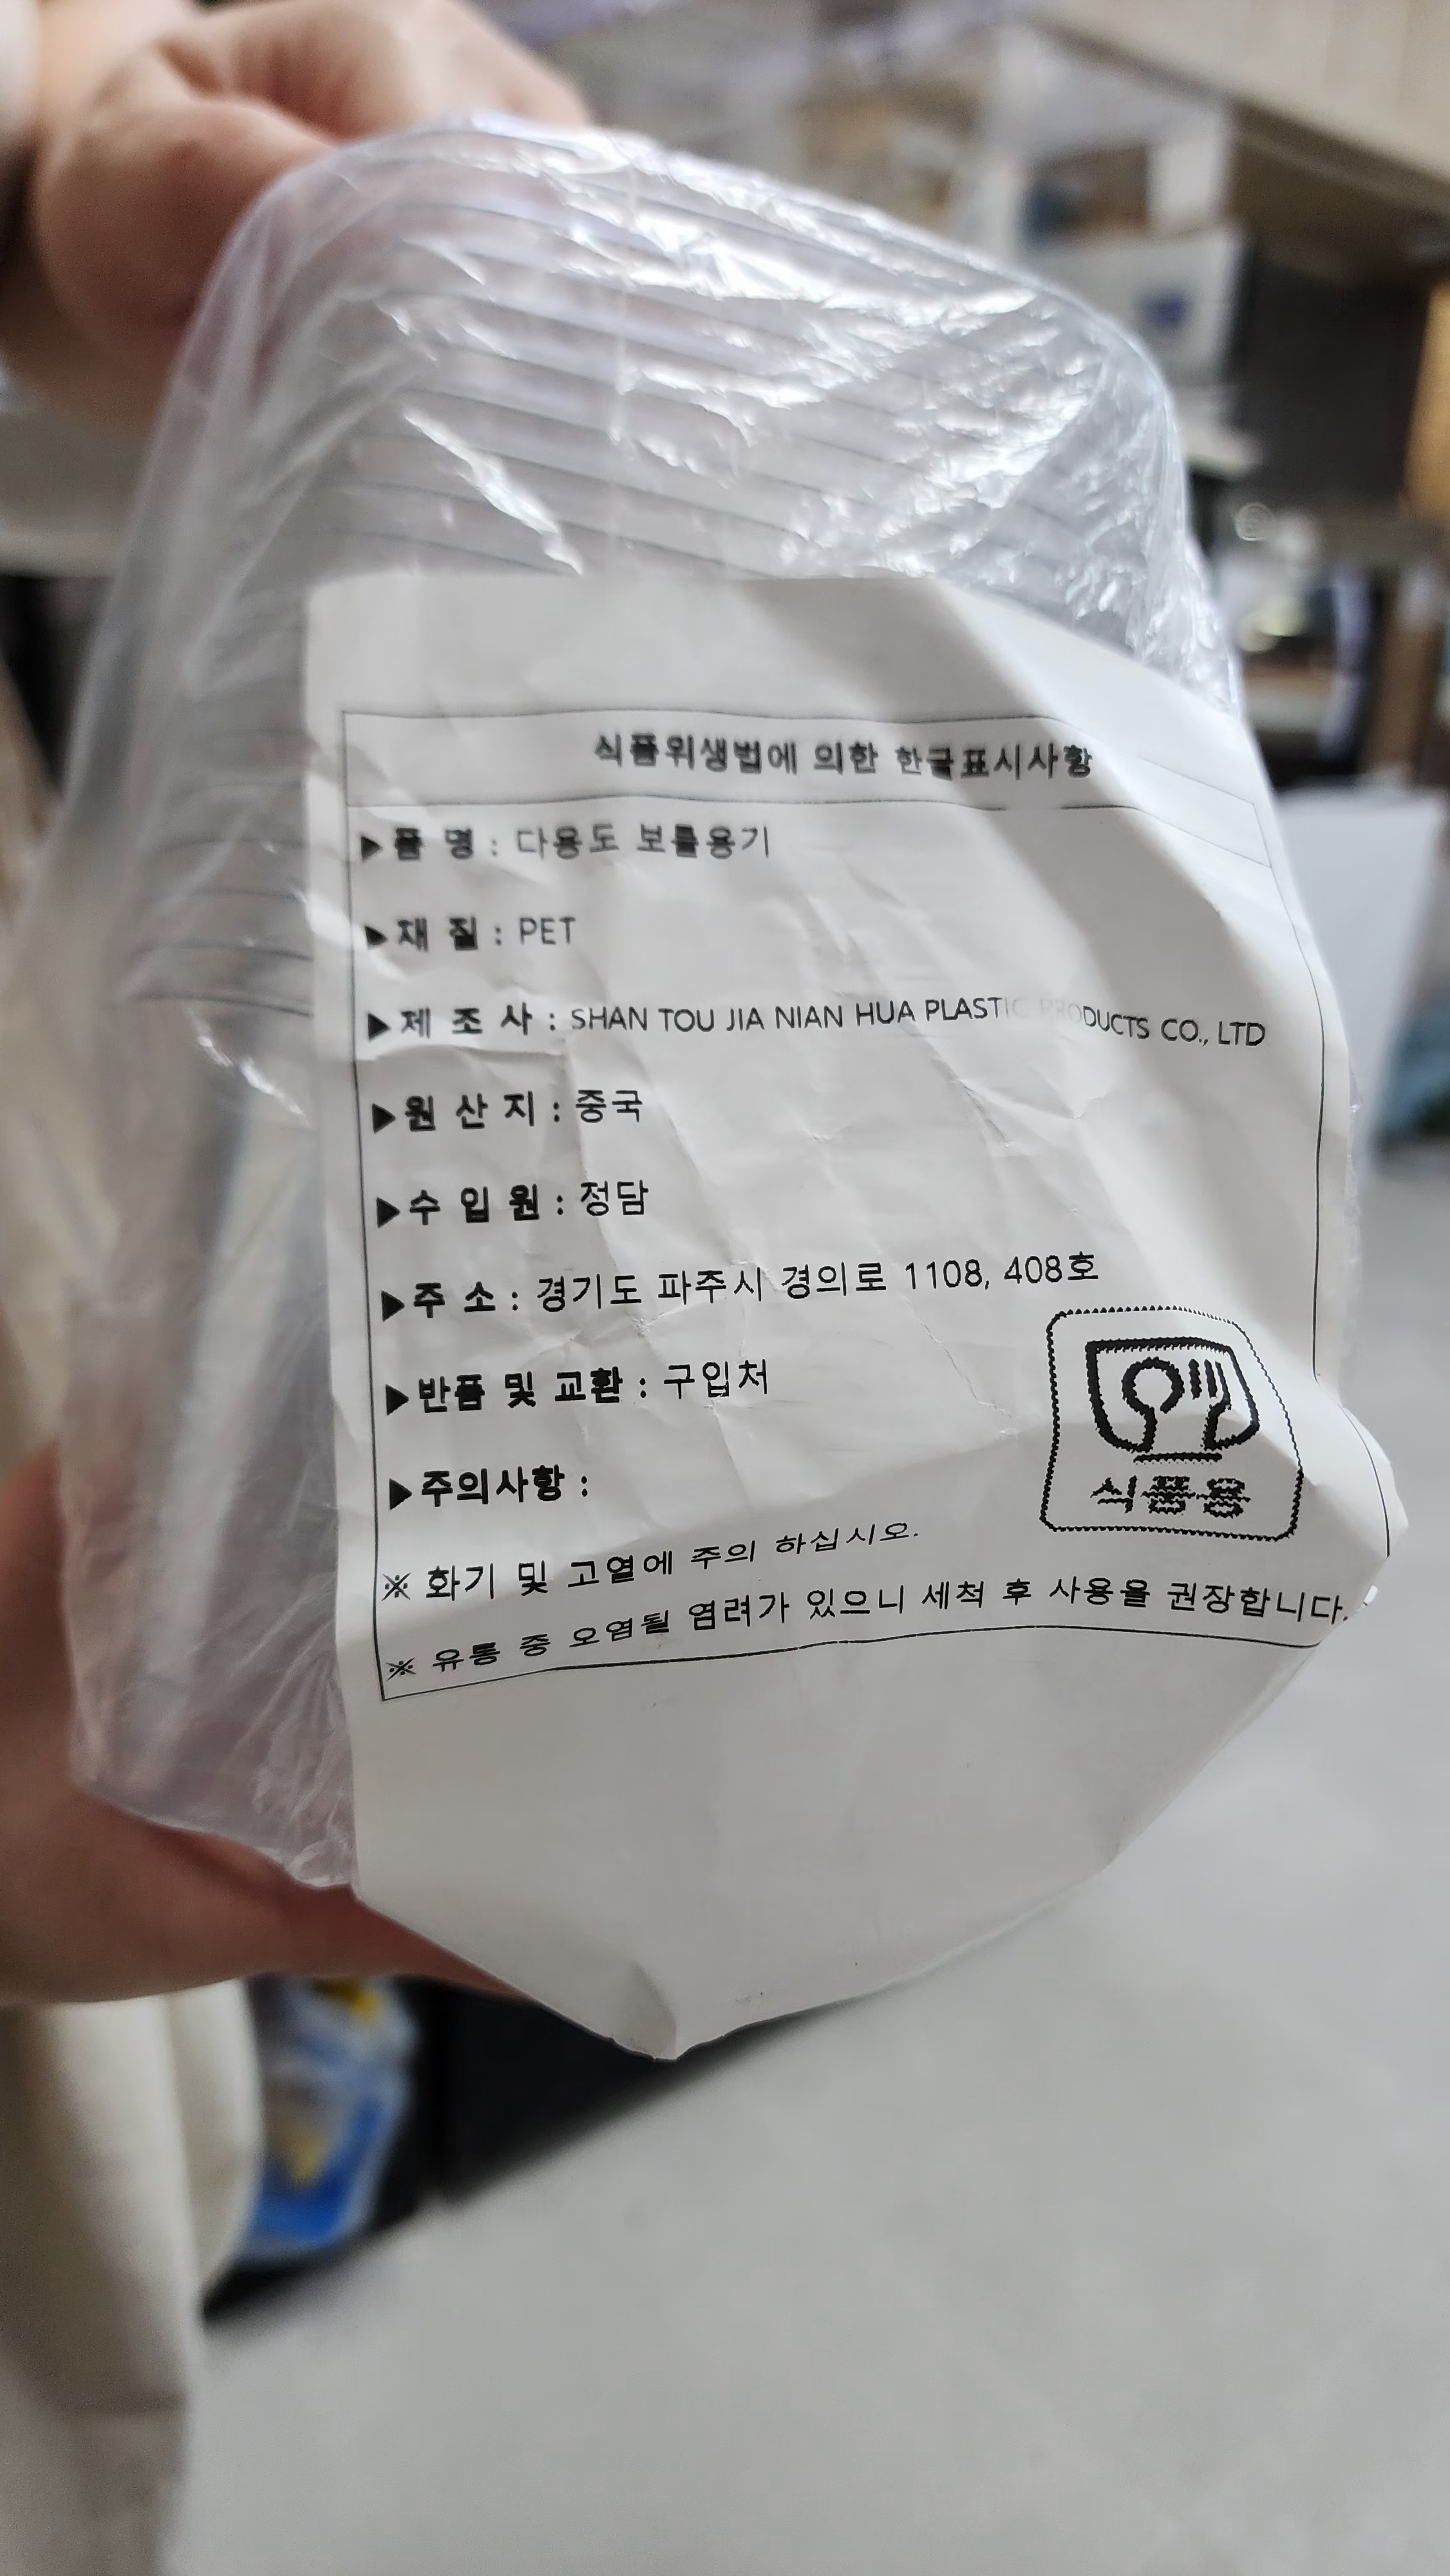 식품위생법에 의한 한글표시사항
▶품 명 : 다용도 보틀용기
▶재 질 : PET
▶제 조 사 : SHAN TOU JIA NIAN HUA PLASTIC PRODUCTS CO., LTD
▶원 산 지 : 중국
▶수 입 원 : 정담
▶주 소 : 경기도 파주시 경의로 1108, 408호
▶반품 및 교환 : 구입처
▶주의사항 :
식품용
※ 화기 및 고열에 주의 하십시오.
※ 유통 중 오염될 염려가 있으니 세척 후 사용을 권장합니다.